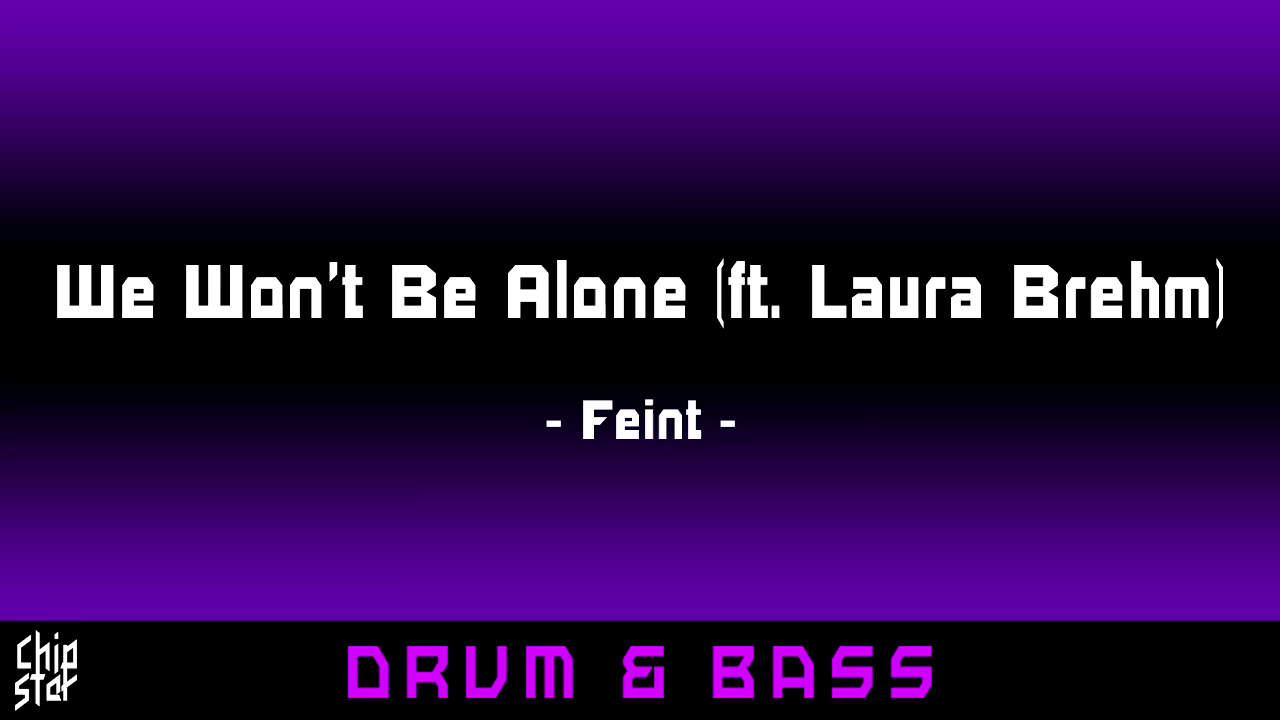 We Won't Be Alone (ft. Laura Brehm)
- Feint -
Chip
Star
DRUM & BASS